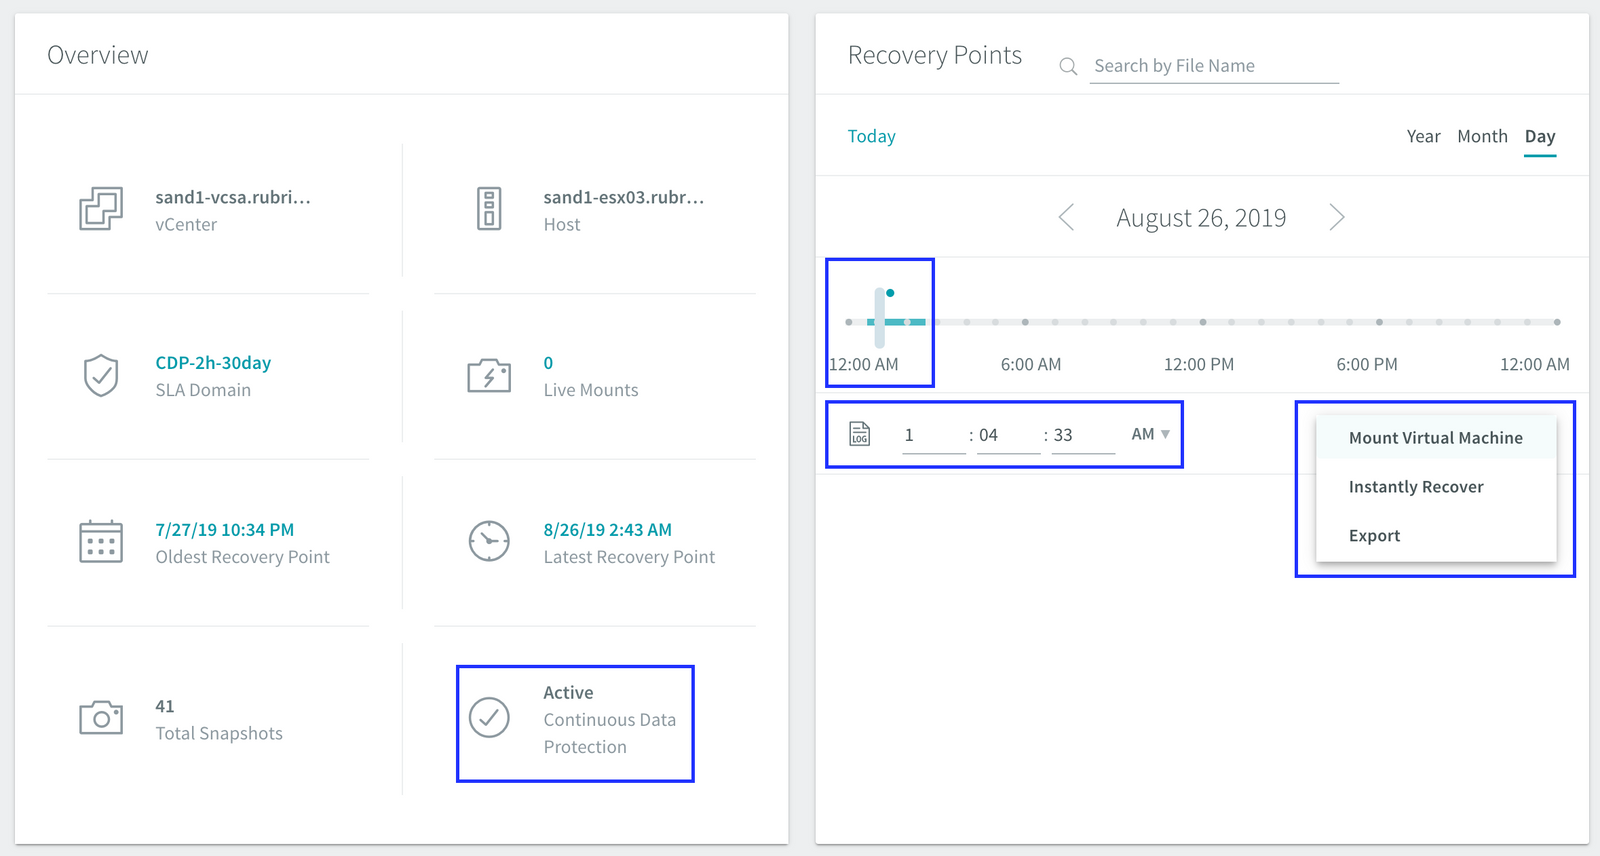 Overview
sand1-vcsa.rubri...
vCenter
sand1-esx03.rubr...
Host
CDP-2h-30day
SLA Domain
0
Live Mounts
7/27/19 10:34 PM
Oldest Recovery Point
8/26/19 2:43 AM
Latest Recovery Point
41
Total Snapshots
Active
Continuous Data
Protection
Recovery Points
Search by File Name
Today
Year Month Day
August 26, 2019
12:00 AM 6:00 AM 12:00 PM 6:00 PM 12:00 AM
LOG 1 : 04 : 33 AM
Mount Virtual Machine
Instantly Recover
Export